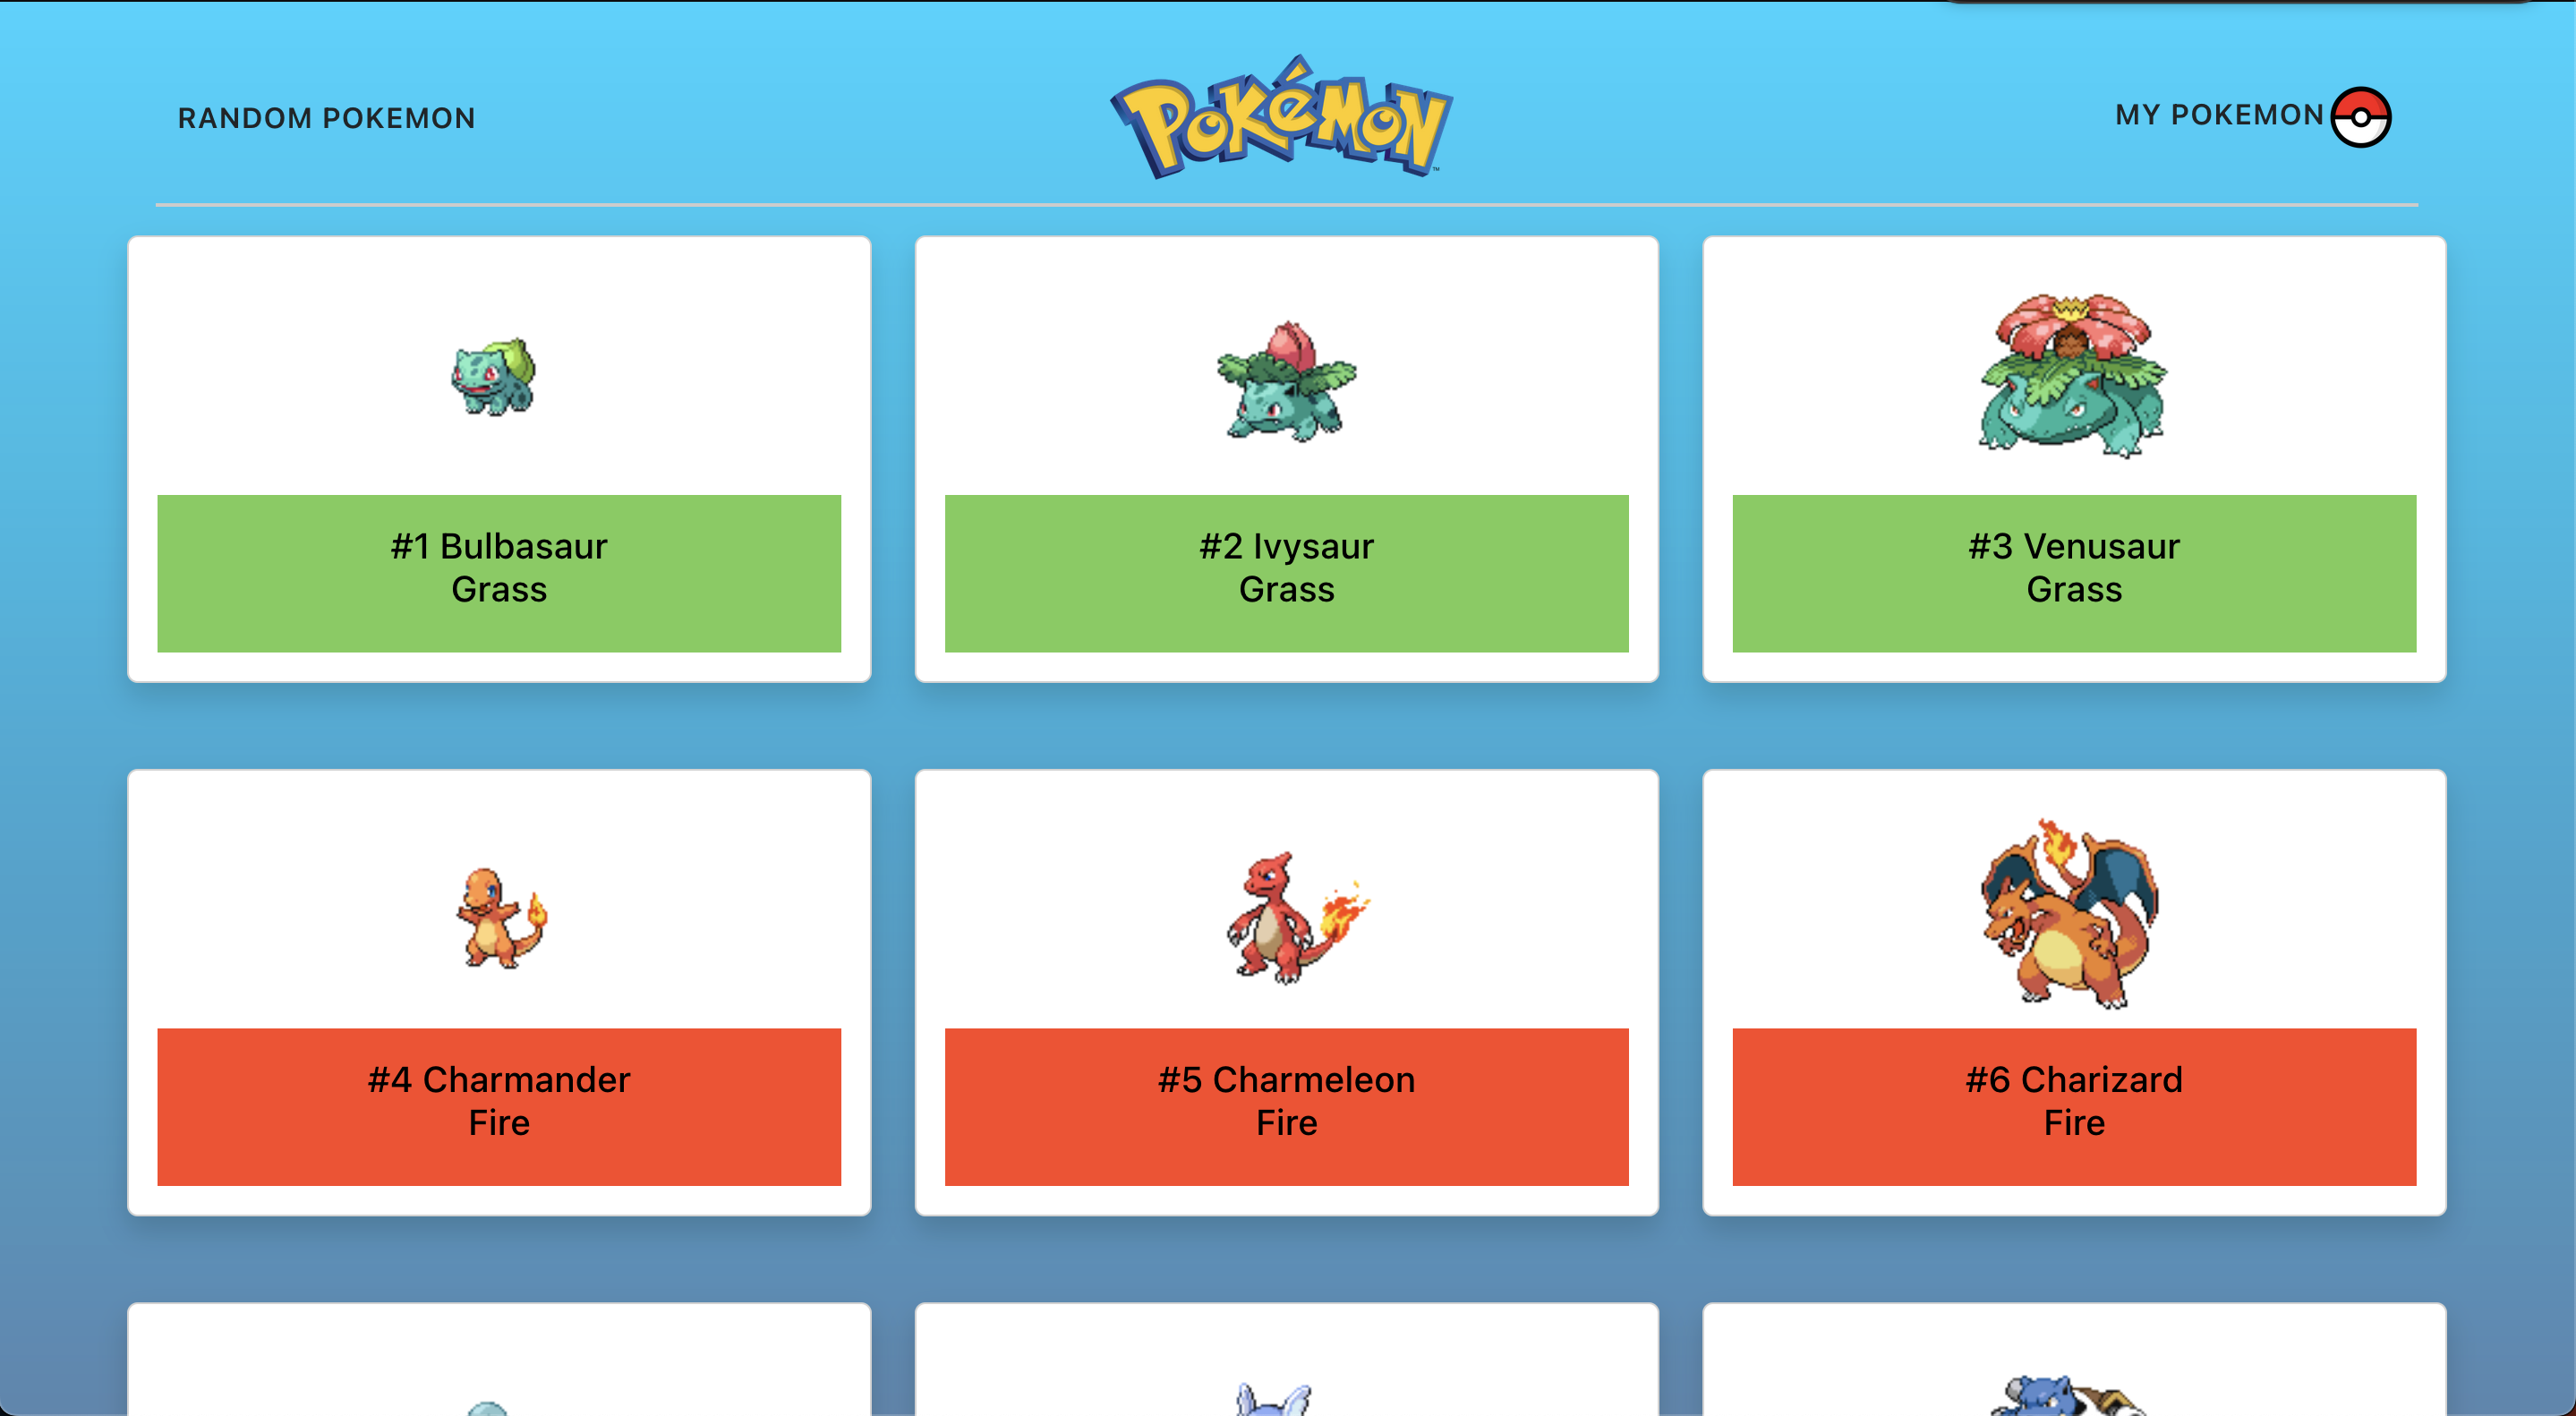 RANDOM POKEMON
Pokémon
™
MY POKEMON
#1 Bulbasaur
Grass
#2 Ivysaur
Grass
#3 Venusaur
Grass
#4 Charmander
Fire
#5 Charmeleon
Fire
#6 Charizard
Fire